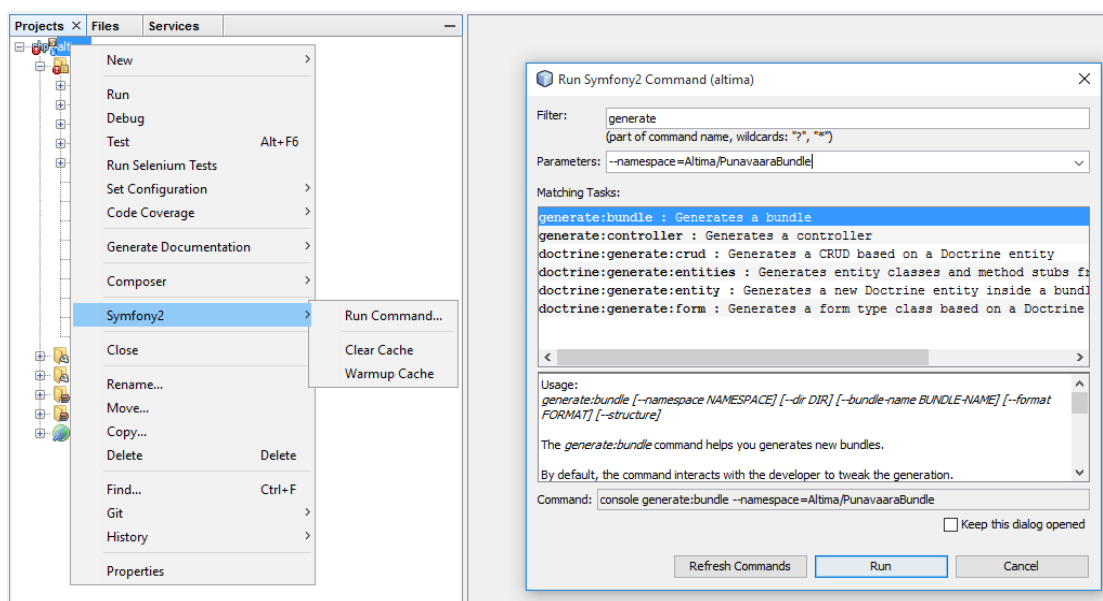 Projects
Files
Services
altima
New
Run
Debug
Test Alt+F6
Run Selenium Tests
Set Configuration
Code Coverage
Generate Documentation
Composer
Symfony2
Close
Rename...
Move...
Copy...
Delete Delete
Find... Ctrl+F
Git
History
Properties
Run Command...
Clear Cache
Warmup Cache
Run Symfony2 Command (altima)
Filter: generate
(part of command name, wildcards: "?", "*")
Parameters: --namespace=Altima/PunavaaraBundle
Matching Tasks:
generate:bundle : Generates a bundle
generate:controller : Generates a controller
doctrine:generate:crud : Generates a CRUD based on a Doctrine entity
doctrine:generate:entities : Generates entity classes and method stubs
doctrine:generate:entity : Generates a new Doctrine entity inside a
doctrine:generate:form : Generates a form type class based on a Doctrine
Usage:
generate:bundle [--namespace NAMESPACE] [--dir DIR] [--bundle-name BUNDLE-NAME] [--format
FORMAT] [--structure]
The generate:bundle command helps you generates new bundles.
By default, the command interacts with the developer to tweak the generation.
Command: console generate:bundle --namespace=Altima/PunavaaraBundle
Keep this dialog opened
Refresh Commands
Run
Cancel